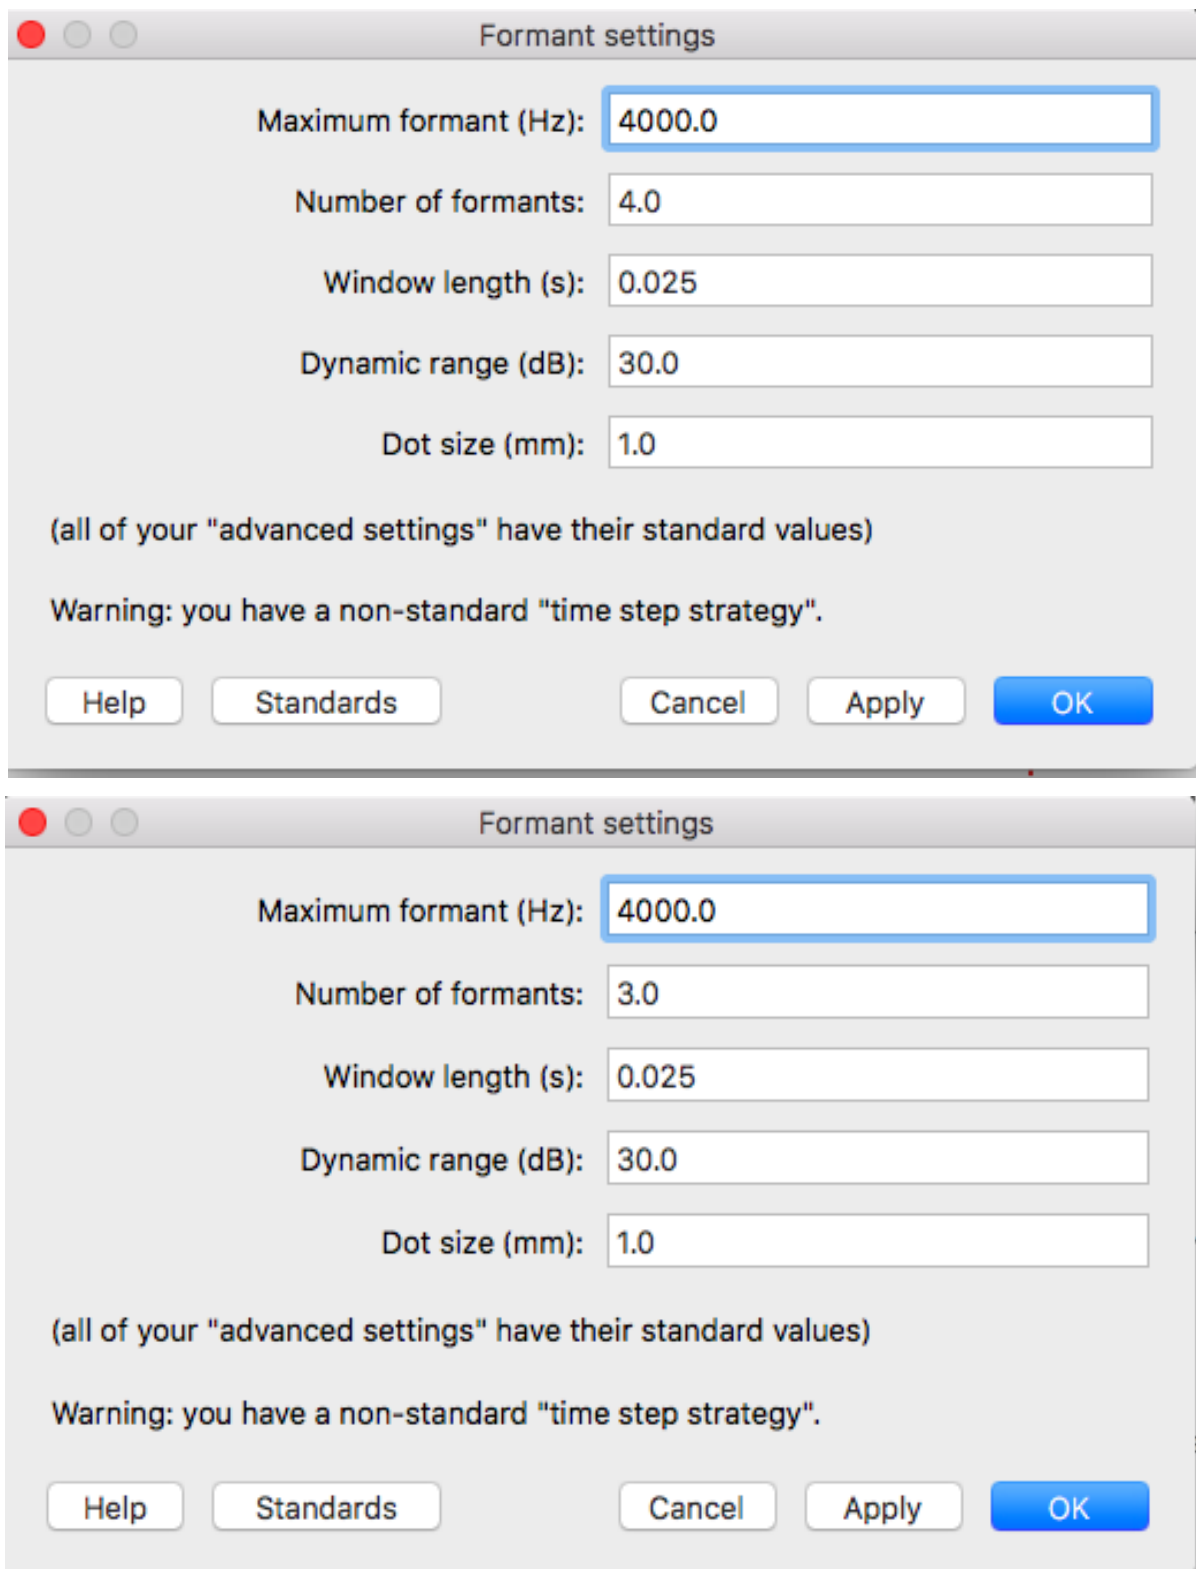 Formant settings
Maximum formant (Hz): 4000.0
Number of formants: 4.0
Window length (s): 0.025
Dynamic range (dB): 30.0
Dot size (mm): 1.0
(all of your "advanced settings" have their standard values)
Warning: you have a non-standard "time step strategy".
Help Standards Cancel Apply OK
Formant settings
Maximum formant (Hz): 4000.0
Number of formants: 3.0
Window length (s): 0.025
Dynamic range (dB): 30.0
Dot size (mm): 1.0
(all of your "advanced settings" have their standard values)
Warning: you have a non-standard "time step strategy".
Help Standards Cancel Apply OK